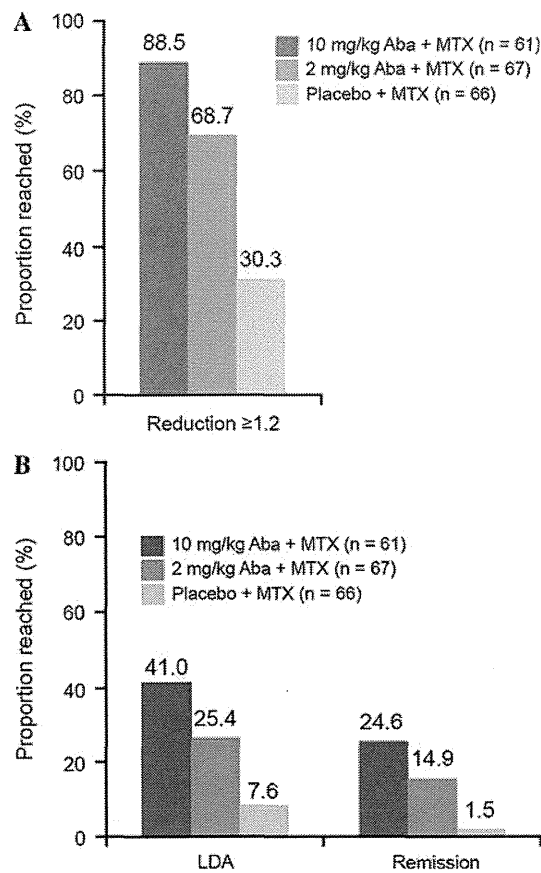 A
Proportion reached (%)
100
80
60
40
20
0
88.5
68.7
30.3
10 mg/kg Aba + MTX (n = 61)
2 mg/kg Aba + MTX (n = 67)
Placebo + MTX (n = 66)
Reduction ≥1.2
B
Proportion reached (%)
100
80
60
40
20
0
10 mg/kg Aba + MTX (n = 61)
2 mg/kg Aba + MTX (n = 67)
Placebo + MTX (n = 66)
41.0
25.4
7.6
24.6
14.9
1.5
LDA
Remission